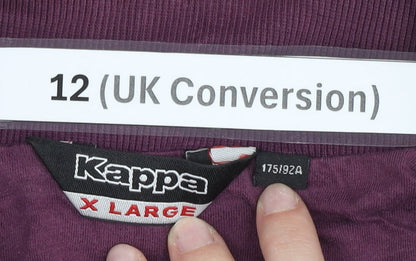 12 (UK Conversion)
Kappa
X LARGE
175/92A